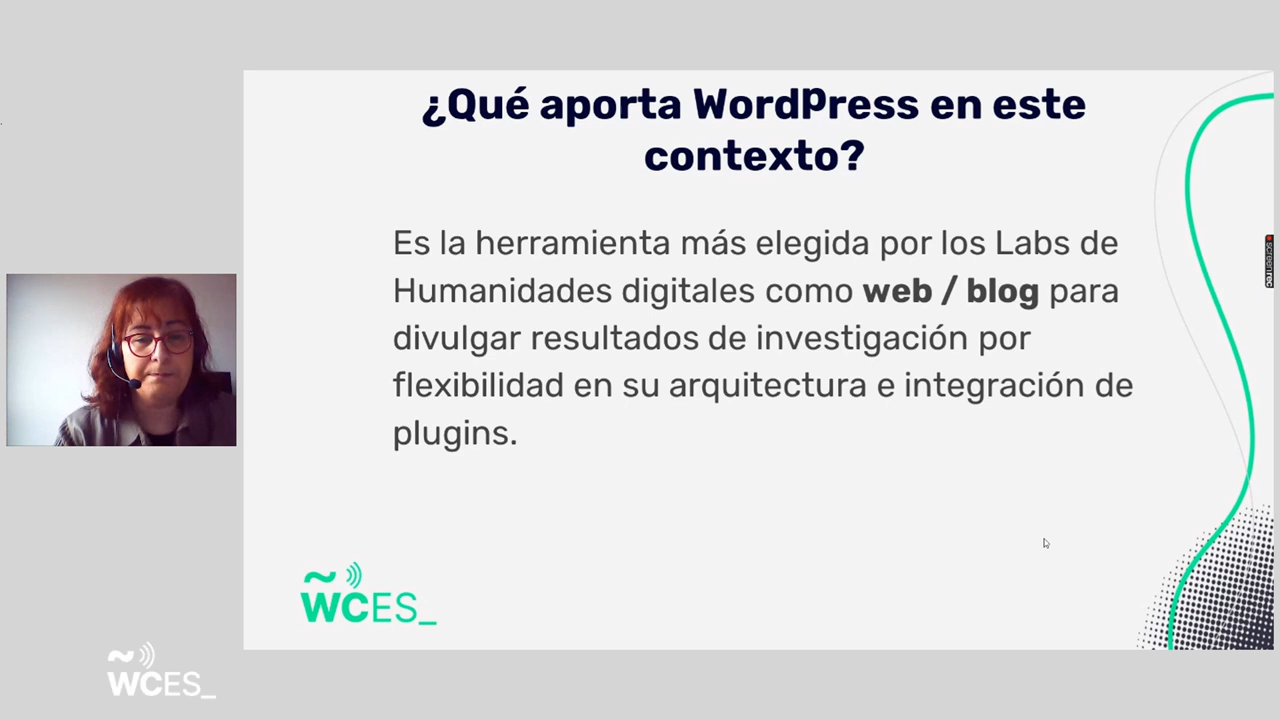 ¿Qué aporta WordPress en este
contexto?
Es la herramienta más elegida por los Labs de
Humanidades digitales como web / blog para
divulgar resultados de investigación por
flexibilidad en su arquitectura e integración de
plugins.
WCES_
WCES_
screenrec